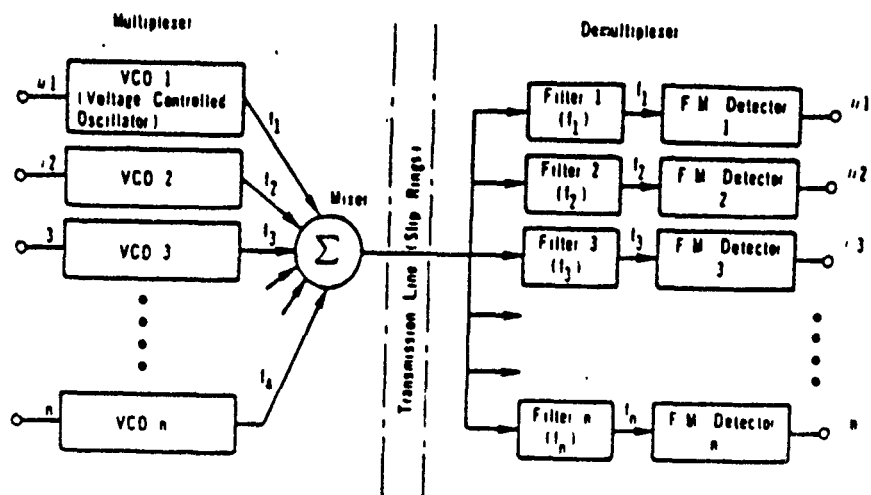 Multiplexer
Demultiplexer
VCO 1
(Voltage Controlled
Oscillator)
VCO 2
VCO 3
VCO n
3
n
f1
f2
f3
Mixer
Σ
Transmission Line (Slip Rings)
Filter 1
(f1)
f1
FM Detector
1
Filter 2
(f2)
f2
FM Detector
2
Filter 3
(f3)
f3
FM Detector
3
Filter n
(fn)
fn
FM Detector
n
n